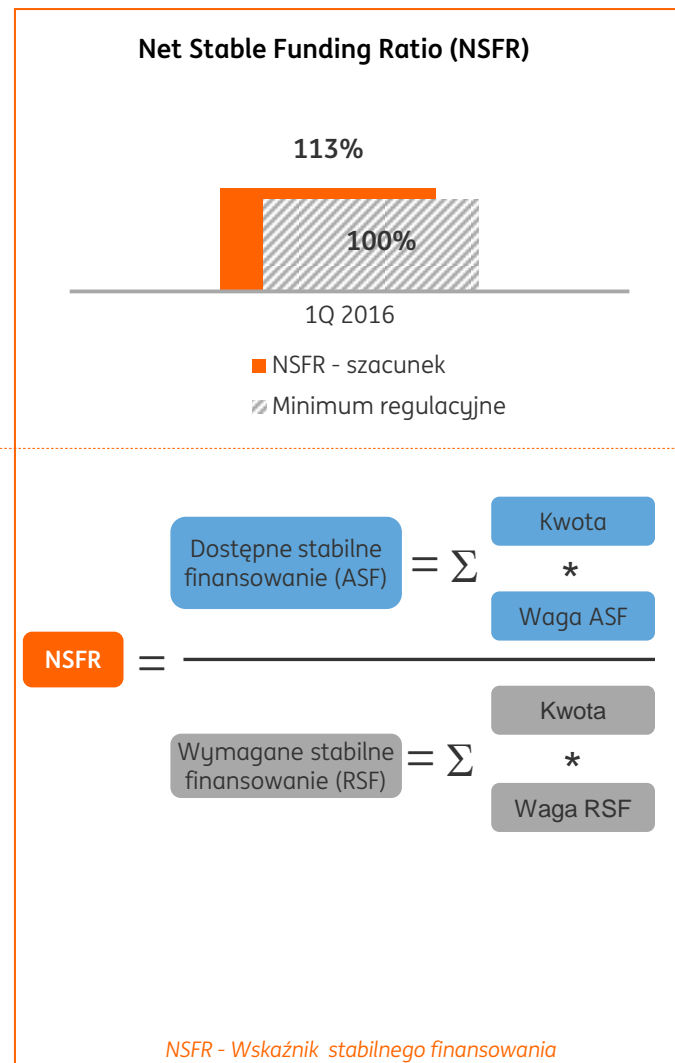 Net Stable Funding Ratio (NSFR)
113%
100%
1Q 2016
NSFR - szacunek
Minimum regulacyjne
Dostępne stabilne
finansowanie (ASF)
= Σ
Kwota
*
Waga ASF
NSFR
=
Wymagane stabilne
finansowanie (RSF)
= Σ
Kwota
*
Waga RSF
NSFR - Wskaźnik stabilnego finansowania